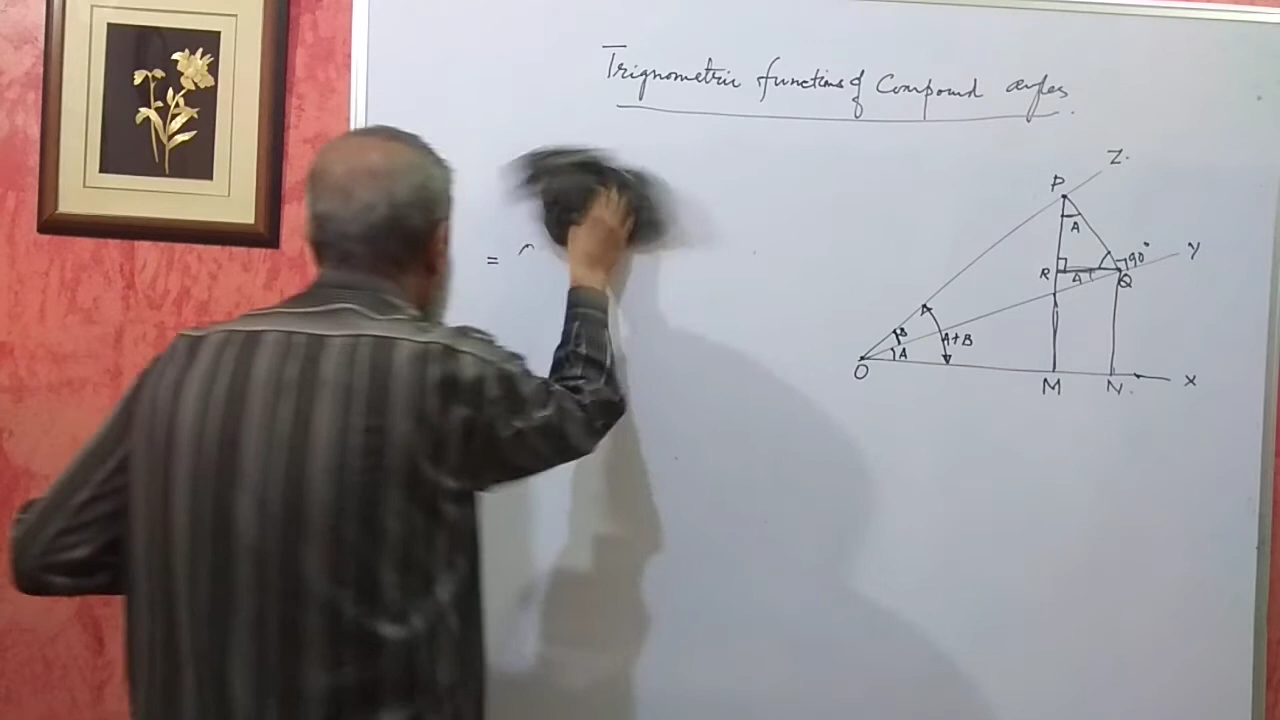 Trignometric functions of Compound angles.
=
Z.
P
A
90°
Y
R
A
Q
B
A
A+B
O
M
N.
X